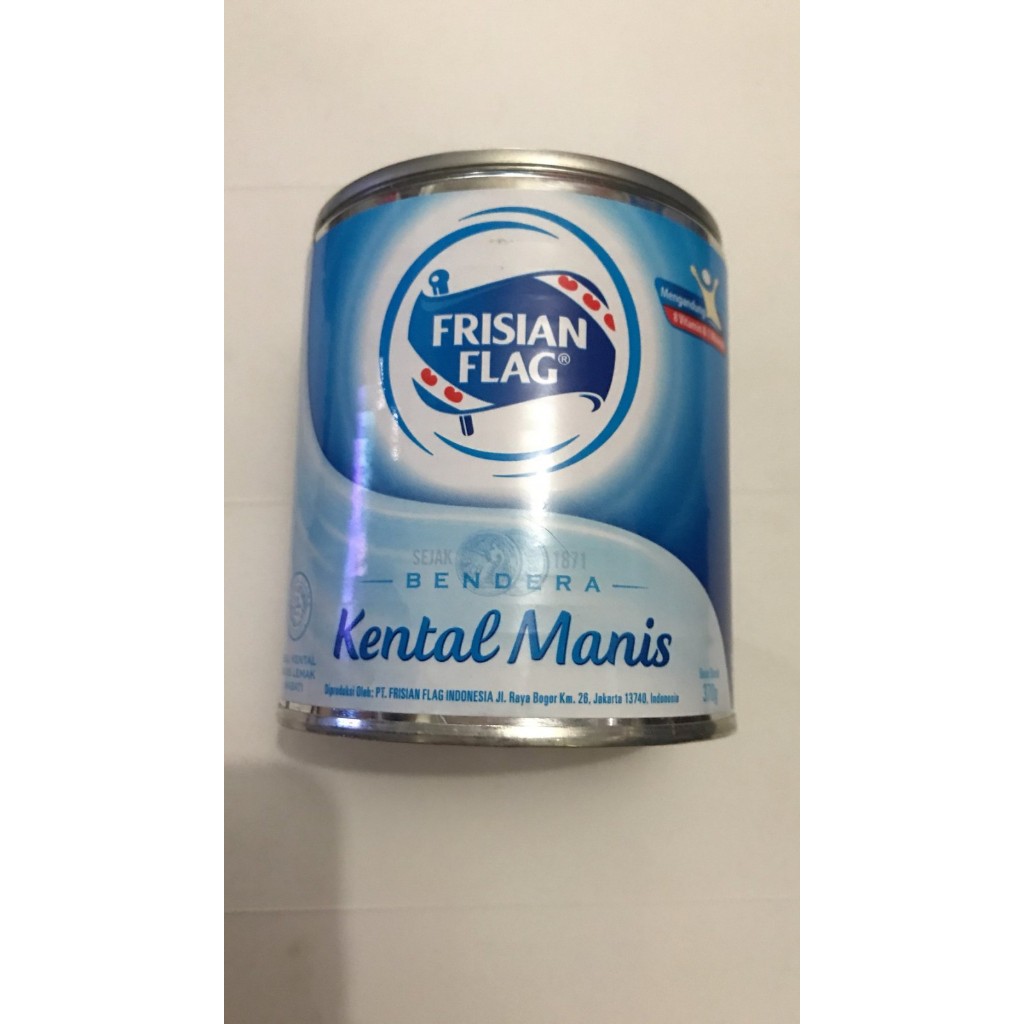 FRISIAN
FLAG®
Mengandung
SEJAK 1871
BENDERA
Kental Manis
Diproduksi Oleh: PT. FRISIAN FLAG INDONESIA Jl. Raya Bogor Km. 26, Jakarta 13740, Indonesia